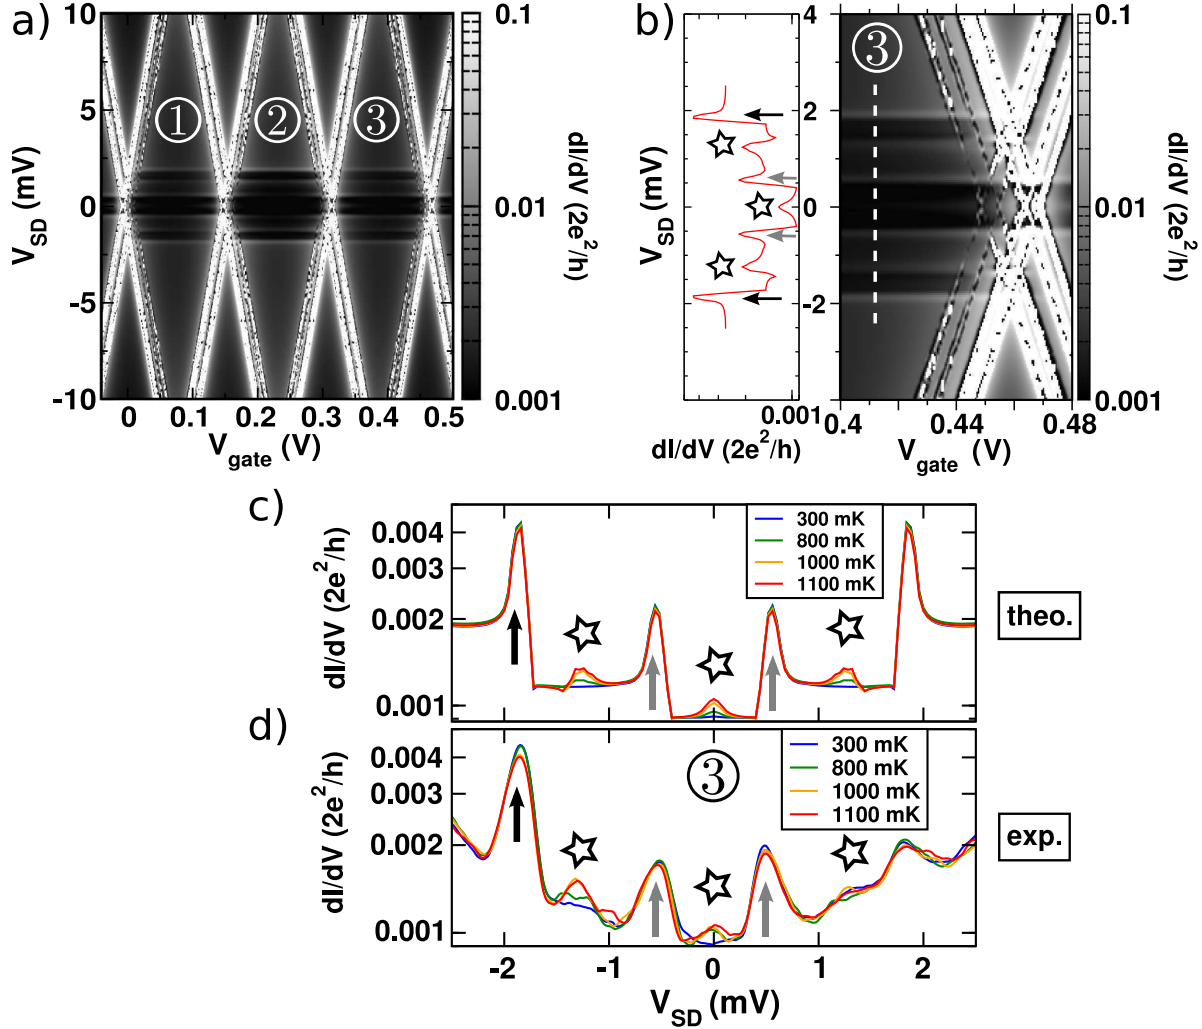 a)
10
5
0
-5
-10
V_SD (mV)
① ② ③
0 0.1 0.2 0.3 0.4 0.5
V_gate (V)
0.1
0.01
0.001
dI/dV (2e²/h)
b)
V_SD (mV)
0.001
dI/dV (2e²/h)
③
4
2
0
-2
-4
0.4 0.44 0.48
V_gate (V)
0.1
0.01
0.001
dI/dV (2e²/h)
c)
dI/dV (2e²/h)
0.004
0.003
0.002
0.001
300 mK
800 mK
1000 mK
1100 mK
theo.
d)
dI/dV (2e²/h)
0.004
0.003
0.002
0.001
③
300 mK
800 mK
1000 mK
1100 mK
exp.
-2 -1 0 1 2
V_SD (mV)